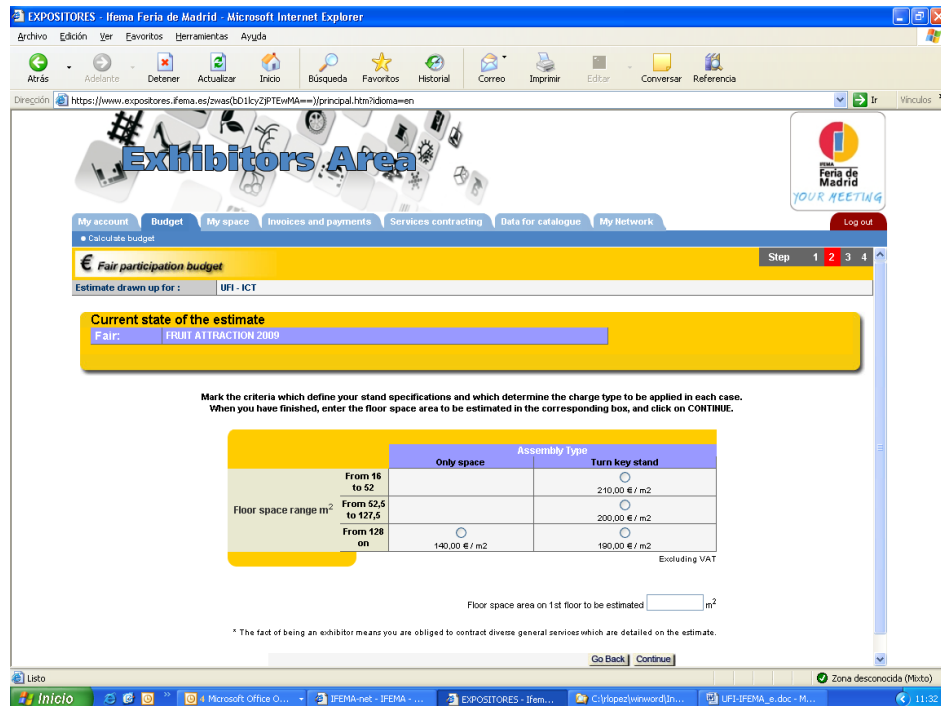 EXPOSITORES - Ifema Feria de Madrid - Microsoft Internet Explorer
Archivo Edición Ver Favoritos Herramientas Ayuda
Atrás Adelante Detener Actualizar Inicio Búsqueda Favoritos Historial Correo Imprimir Editar Conversar Referencia
Dirección https://www.expositores.ifema.es/zwas(bD1lcyZjPTEwMA==)/principal.htm?idioma=en Ir Vínculos
Exhibitors Area
IFEMA
Feria de
Madrid
YOUR MEETING
My account Budget My space Invoices and payments Services contracting Data for catalogue My Network Log out
Calculate budget
€ Fair participation budget Step 1 2 3 4
Estimate drawn up for : UFI - ICT
Current state of the estimate
Fair: FRUIT ATTRACTION 2009
Mark the criteria which define your stand specifications and which determine the charge type to be applied in each case.
When you have finished, enter the floor space area to be estimated in the corresponding box, and click on CONTINUE.
Assembly Type
Only space Turn key stand
Floor space range m²
From 16 to 52 210,00 € / m2
From 52,5 to 127,5 200,00 € / m2
From 128 on 140,00 € / m2 190,00 € / m2
Excluding VAT
Floor space area on 1st floor to be estimated m²
* The fact of being an exhibitor means you are obliged to contract diverse general services which are detailed on the estimate.
Go Back Continue
Listo Zona desconocida (Mixto)
Inicio 4 Microsoft Office O... IFEMA-net - IFEMA - ... EXPOSITORES - Ifem... C:\rlopez\winword\In... UFI-IFEMA_e.doc - M... 11:32